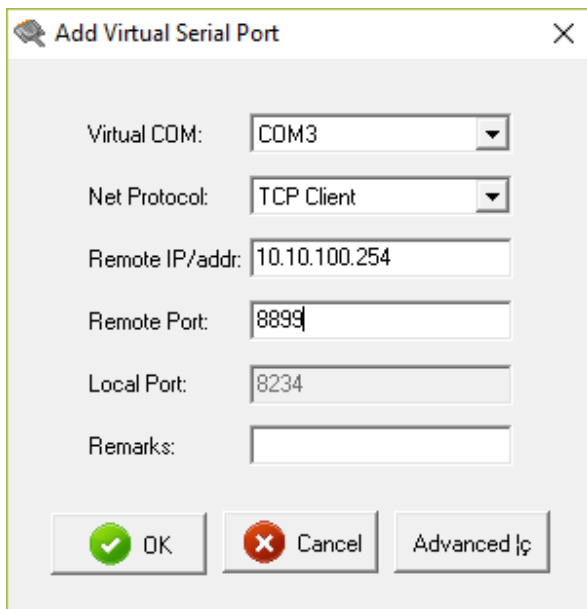 Add Virtual Serial Port
Virtual COM: COM3
Net Protocol: TCP Client
Remote IP/addr: 10.10.100.254
Remote Port: 8899
Local Port: 8234
Remarks:
OK Cancel Advanced |ç